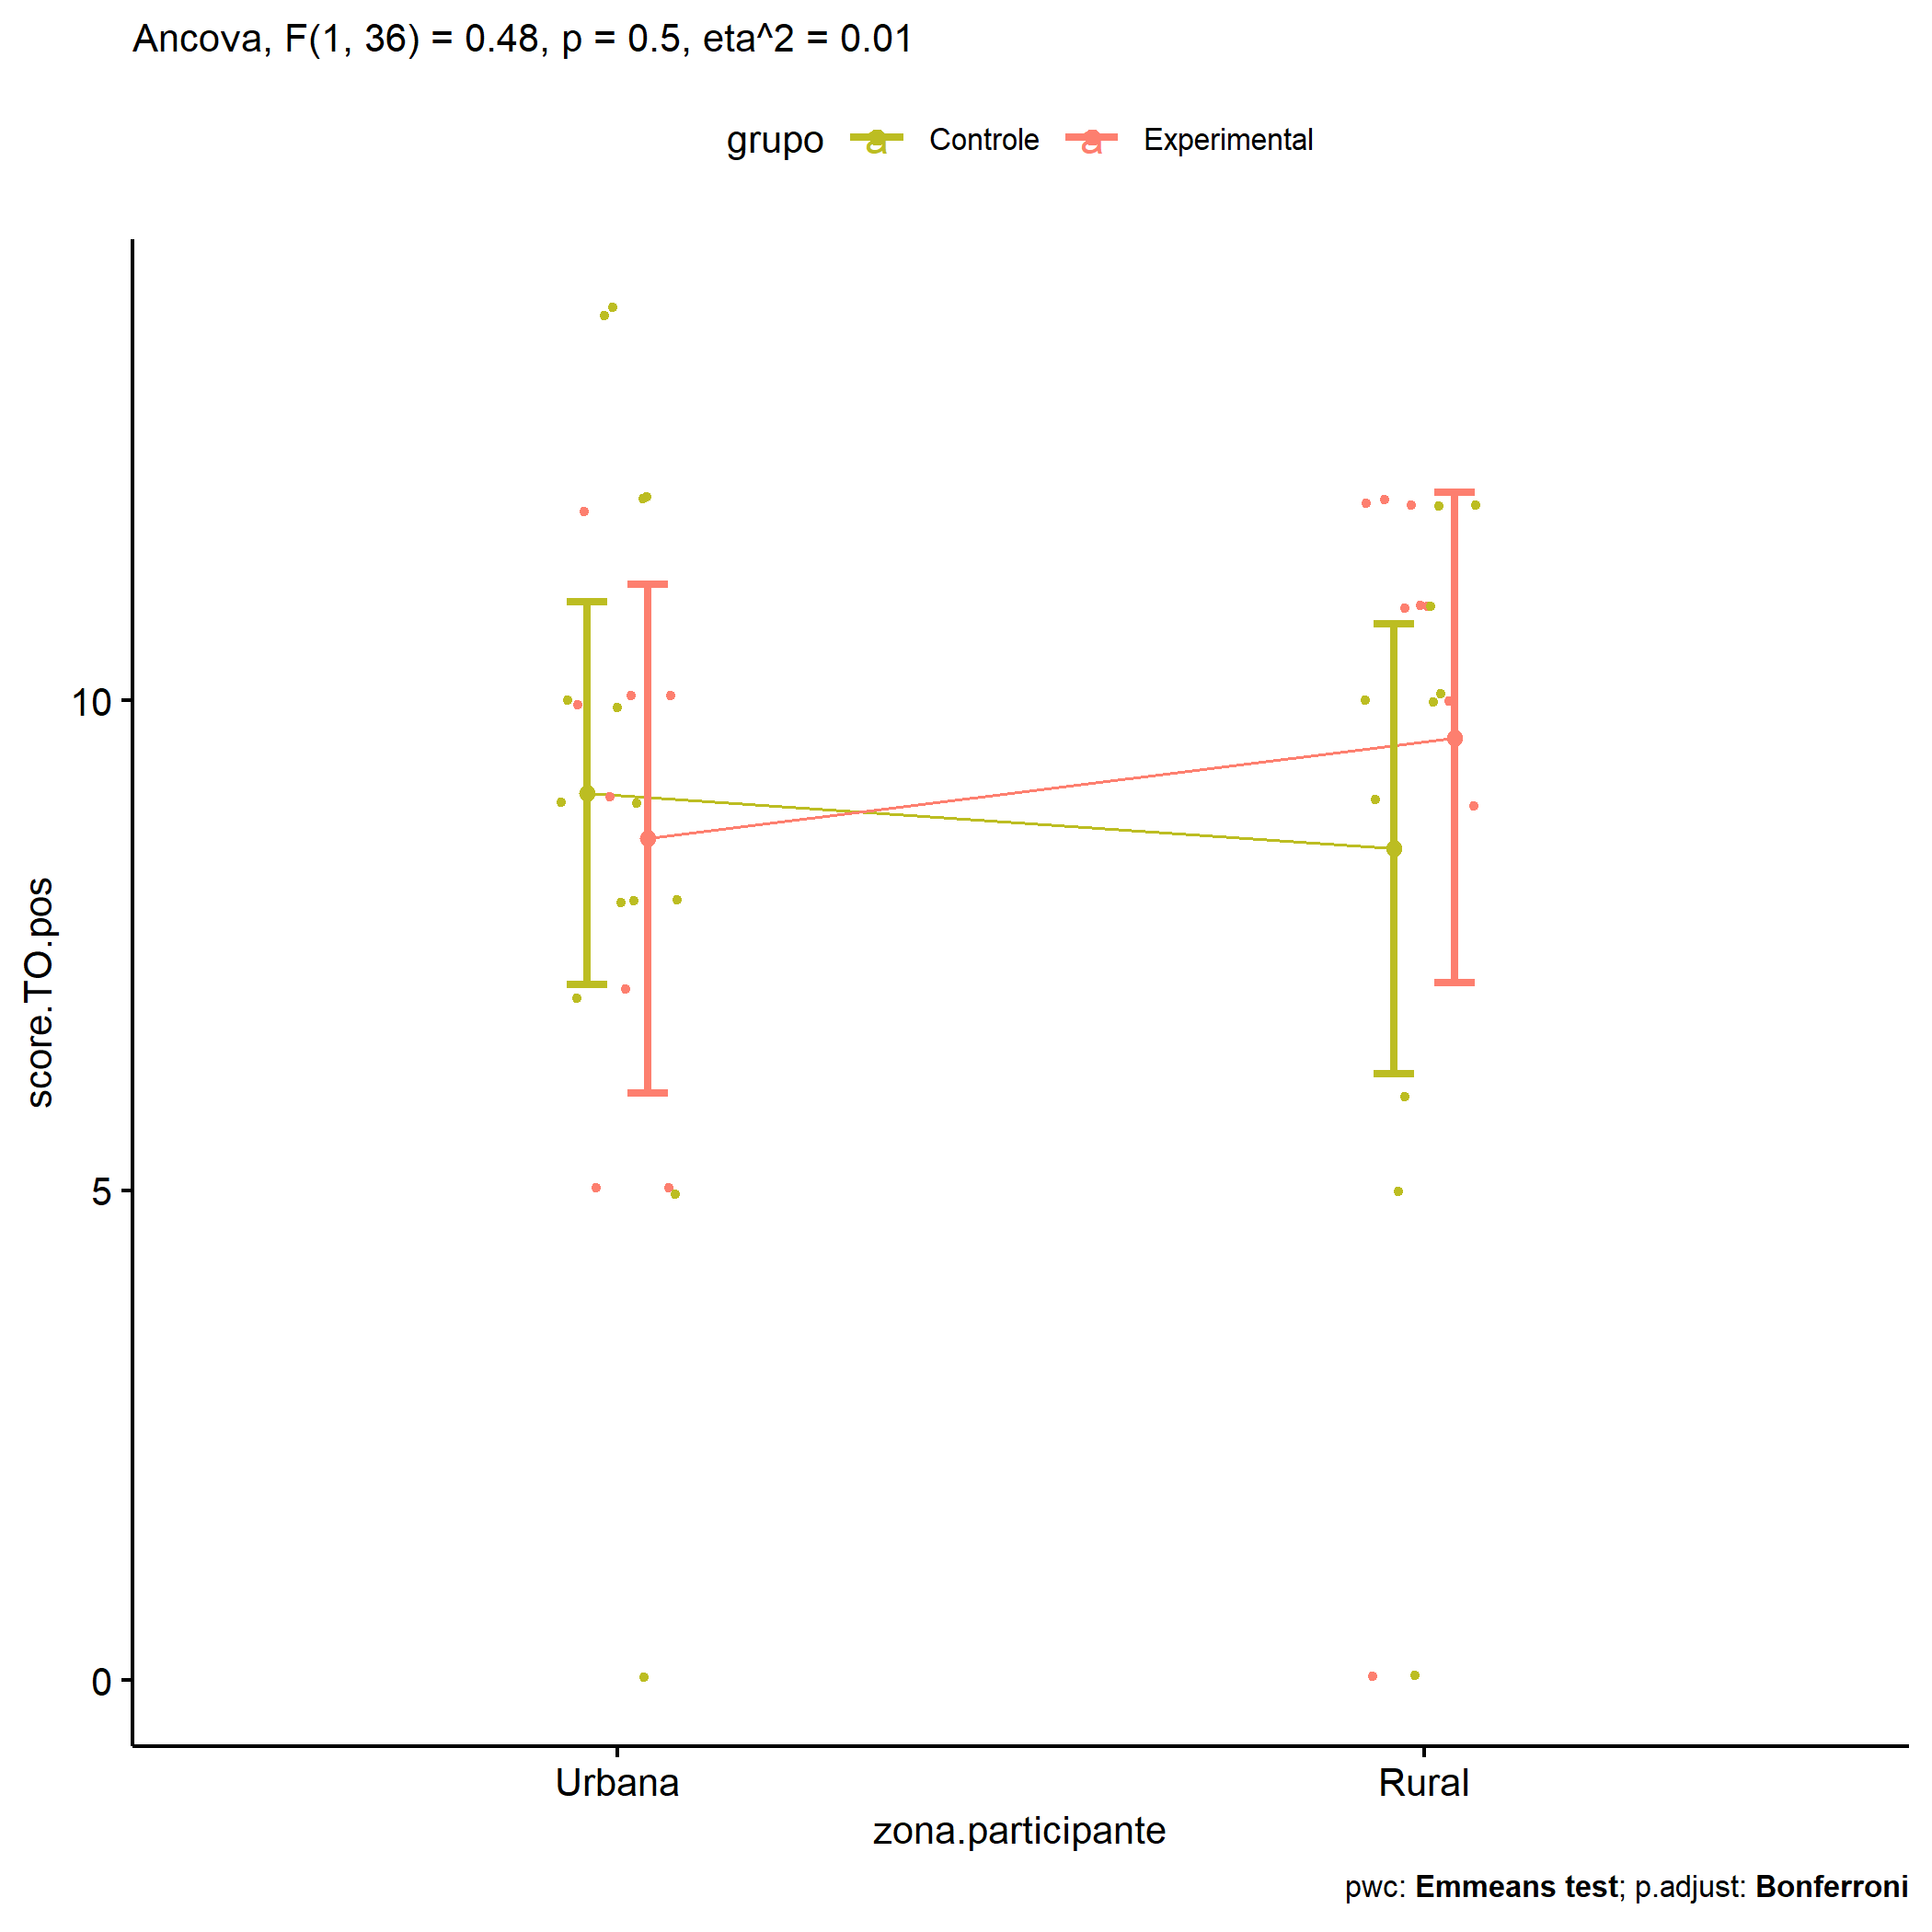 Ancova, F(1, 36) = 0.48, p = 0.5, eta^2 = 0.01
grupo a Controle a Experimental
10
5
0
score.TO.pos
Urbana Rural
zona.participante
pwc: Emmeans test; p.adjust: Bonferroni